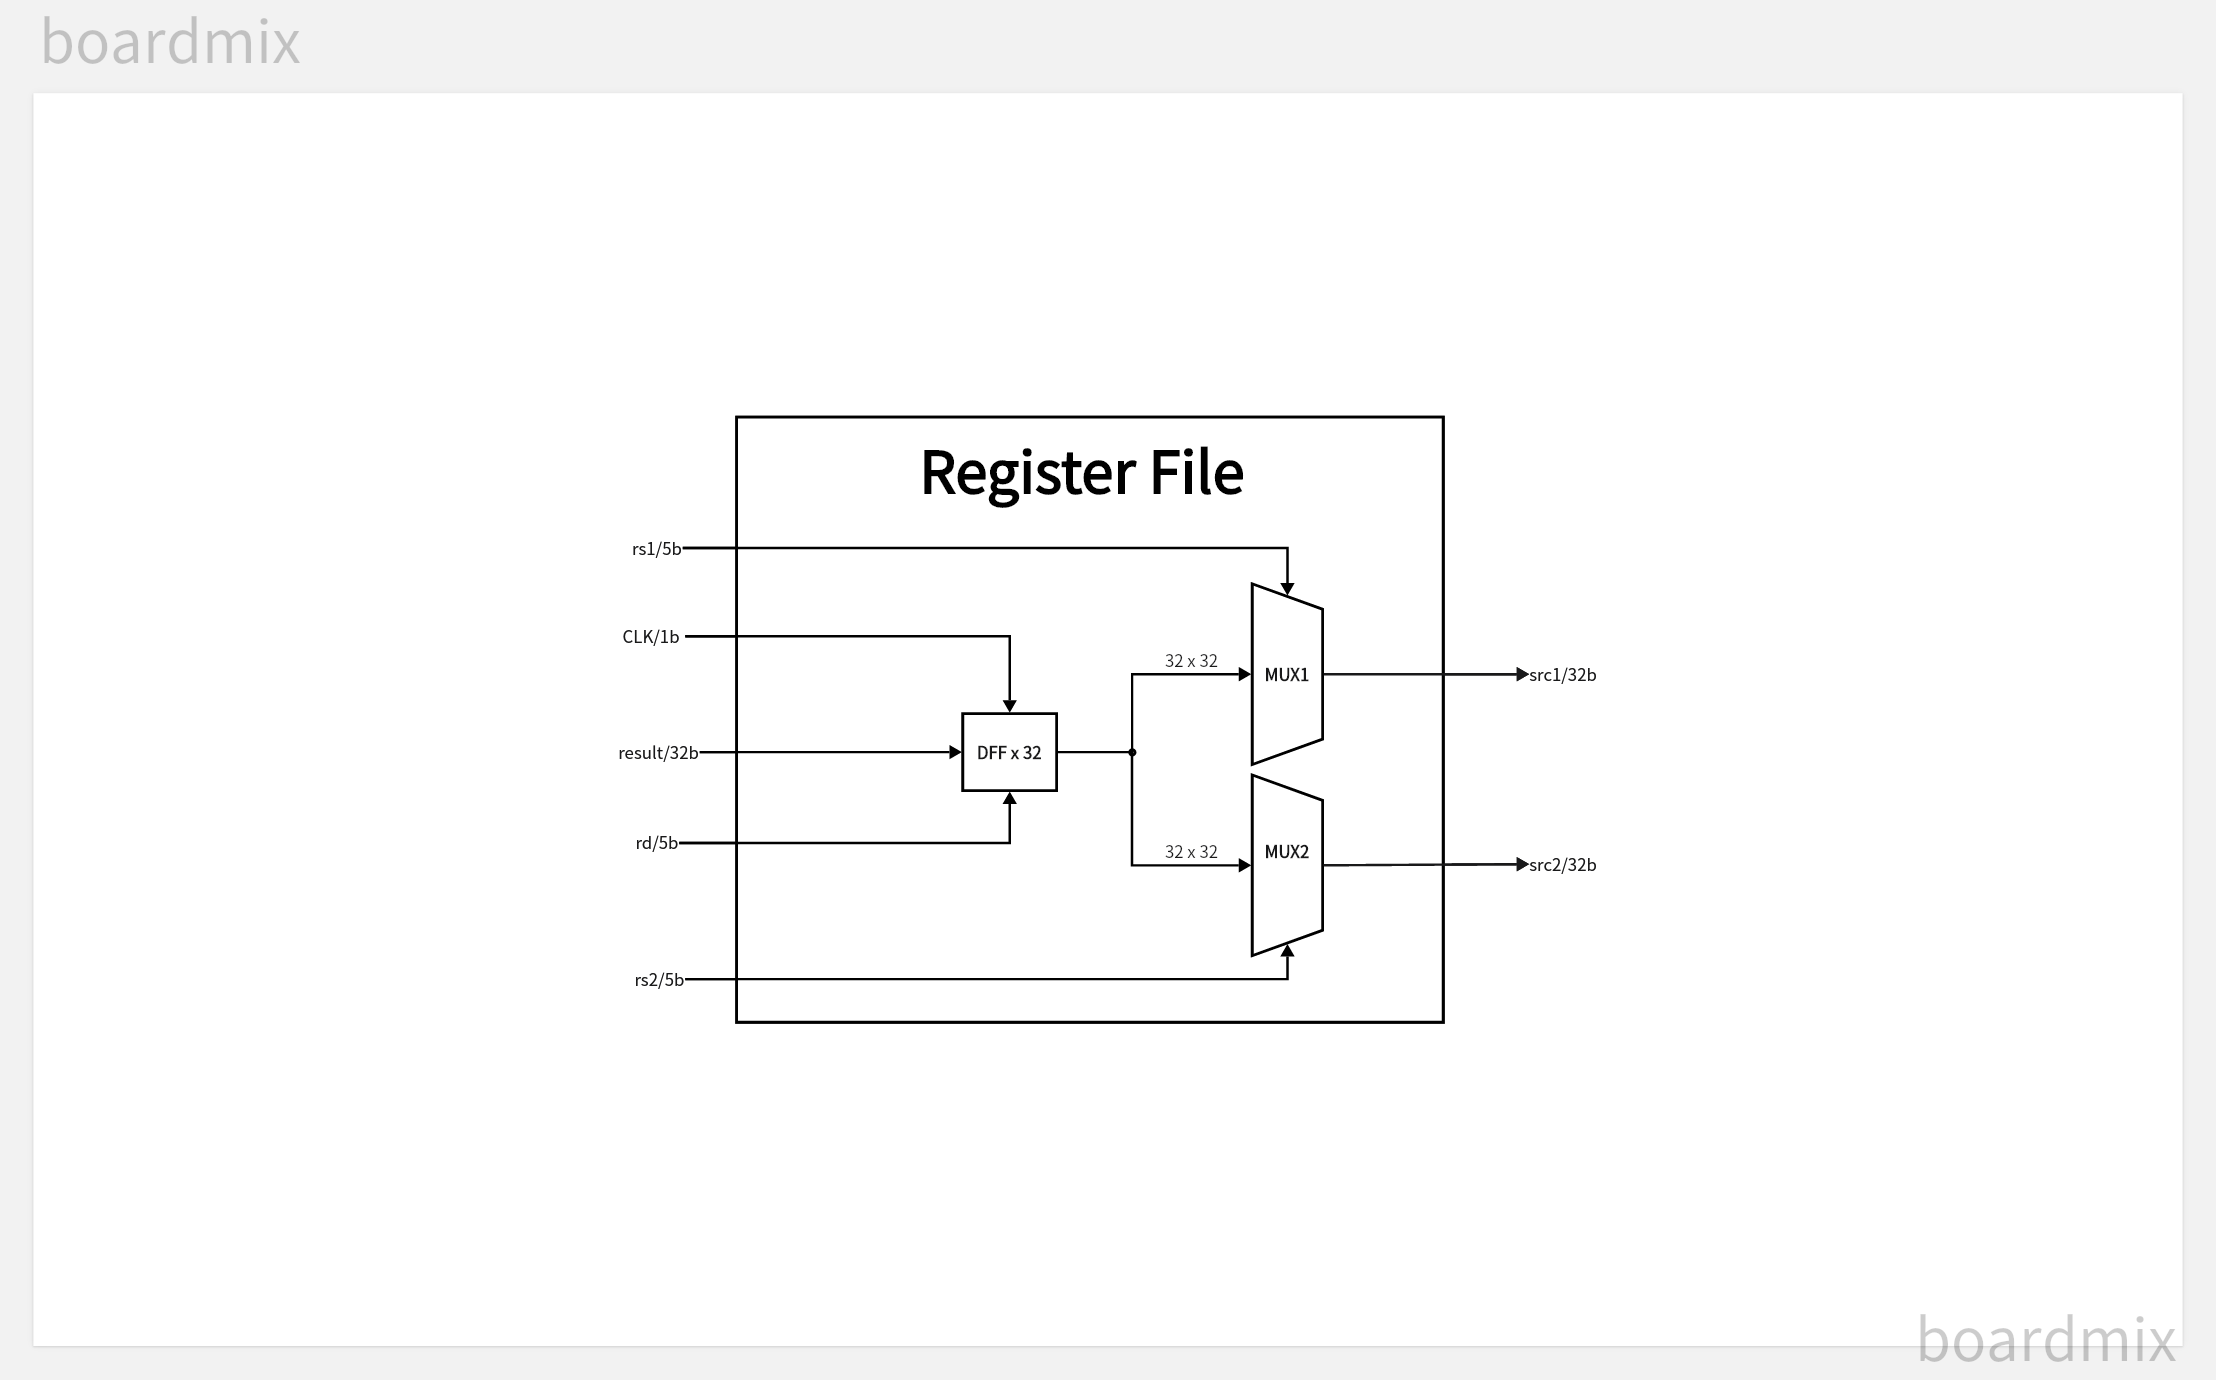 boardmix
Register File
rs1/5b
CLK/1b
32 x 32
MUX1
src1/32b
result/32b
DFF x 32
rd/5b
32 x 32
MUX2
src2/32b
rs2/5b
boardmix